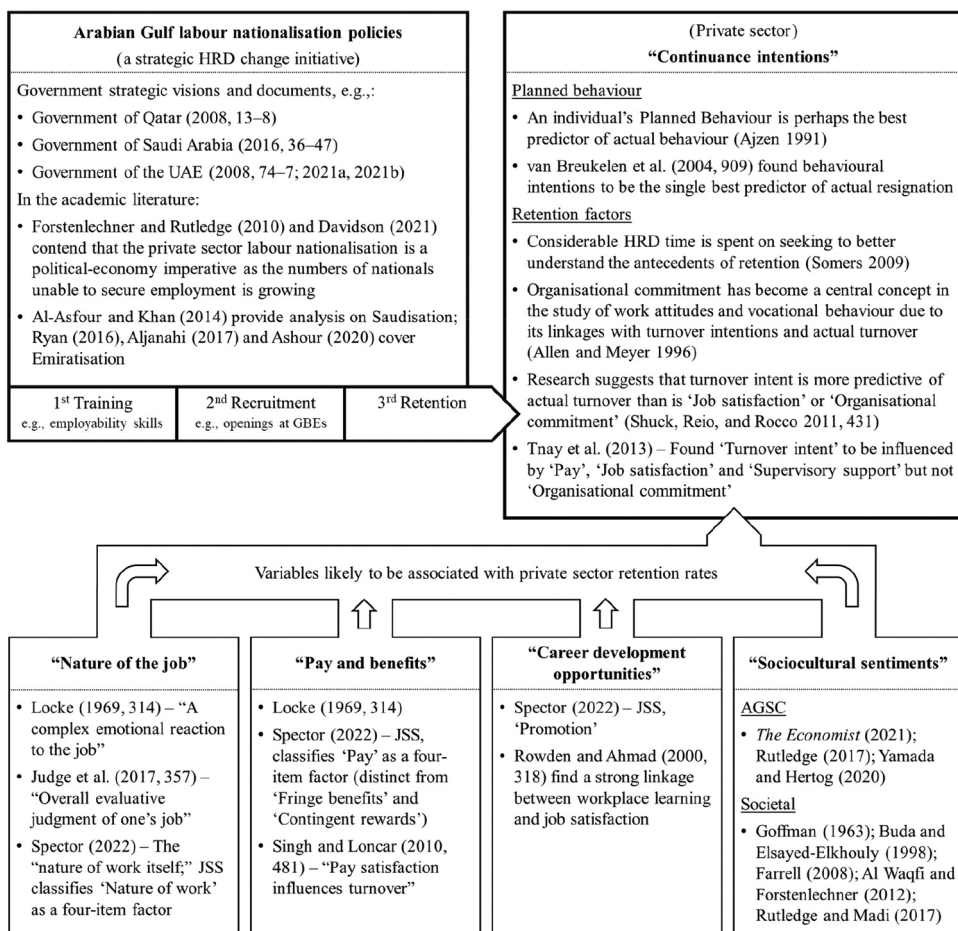 Arabian Gulf labour nationalisation policies
(a strategic HRD change initiative)
Government strategic visions and documents, e.g.,:
• Government of Qatar (2008, 13–8)
• Government of Saudi Arabia (2016, 36–47)
• Government of the UAE (2008, 74–7; 2021a, 2021b)
In the academic literature:
• Forstenlechner and Rutledge (2010) and Davidson (2021)
contend that the private sector labour nationalisation is a
political-economy imperative as the numbers of nationals
unable to secure employment is growing
• Al-Asfour and Khan (2014) provide analysis on Saudisation;
Ryan (2016), Aljanahi (2017) and Ashour (2020) cover
Emiratisation
1st Training
e.g., employability skills
2nd Recruitment
e.g., openings at GBEs
3rd Retention
(Private sector)
“Continuance intentions”
Planned behaviour
• An individual’s Planned Behaviour is perhaps the best
predictor of actual behaviour (Ajzen 1991)
• van Breukelen et al. (2004, 909) found behavioural
intentions to be the single best predictor of actual resignation
Retention factors
• Considerable HRD time is spent on seeking to better
understand the antecedents of retention (Somers 2009)
• Organisational commitment has become a central concept in
the study of work attitudes and vocational behaviour due to
its linkages with turnover intentions and actual turnover
(Allen and Meyer 1996)
• Research suggests that turnover intent is more predictive of
actual turnover than is ‘Job satisfaction’ or ‘Organisational
commitment’ (Shuck, Reio, and Rocco 2011, 431)
• Tnay et al. (2013) – Found ‘Turnover intent’ to be influenced
by ‘Pay’, ‘Job satisfaction’ and ‘Supervisory support’ but not
‘Organisational commitment’
Variables likely to be associated with private sector retention rates
“Nature of the job”
• Locke (1969, 314) – “A
complex emotional reaction
to the job”
• Judge et al. (2017, 357) –
“Overall evaluative
judgment of one’s job”
• Spector (2022) – The
“nature of work itself;” JSS
classifies ‘Nature of work’
as a four-item factor
“Pay and benefits”
• Locke (1969, 314)
• Spector (2022) – JSS,
classifies ‘Pay’ as a four-
item factor (distinct from
‘Fringe benefits’ and
‘Contingent rewards’)
• Singh and Loncar (2010,
481) – “Pay satisfaction
influences turnover”
“Career development
opportunities”
• Spector (2022) – JSS,
‘Promotion’
• Rowden and Ahmad (2000,
318) find a strong linkage
between workplace learning
and job satisfaction
“Sociocultural sentiments”
AGSC
• The Economist (2021);
Rutledge (2017); Yamada
and Hertog (2020)
Societal
• Goffman (1963); Buda and
Elsayed-Elkhouly (1998);
Farrell (2008); Al Waqfi and
Forstenlechner (2012);
Rutledge and Madi (2017)